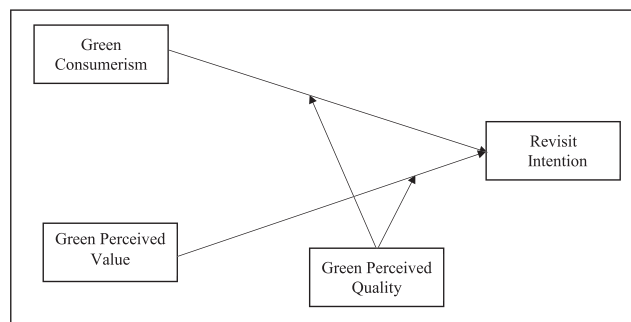 Green
Consumerism
Revisit
Intention
Green Perceived
Value
Green Perceived
Quality